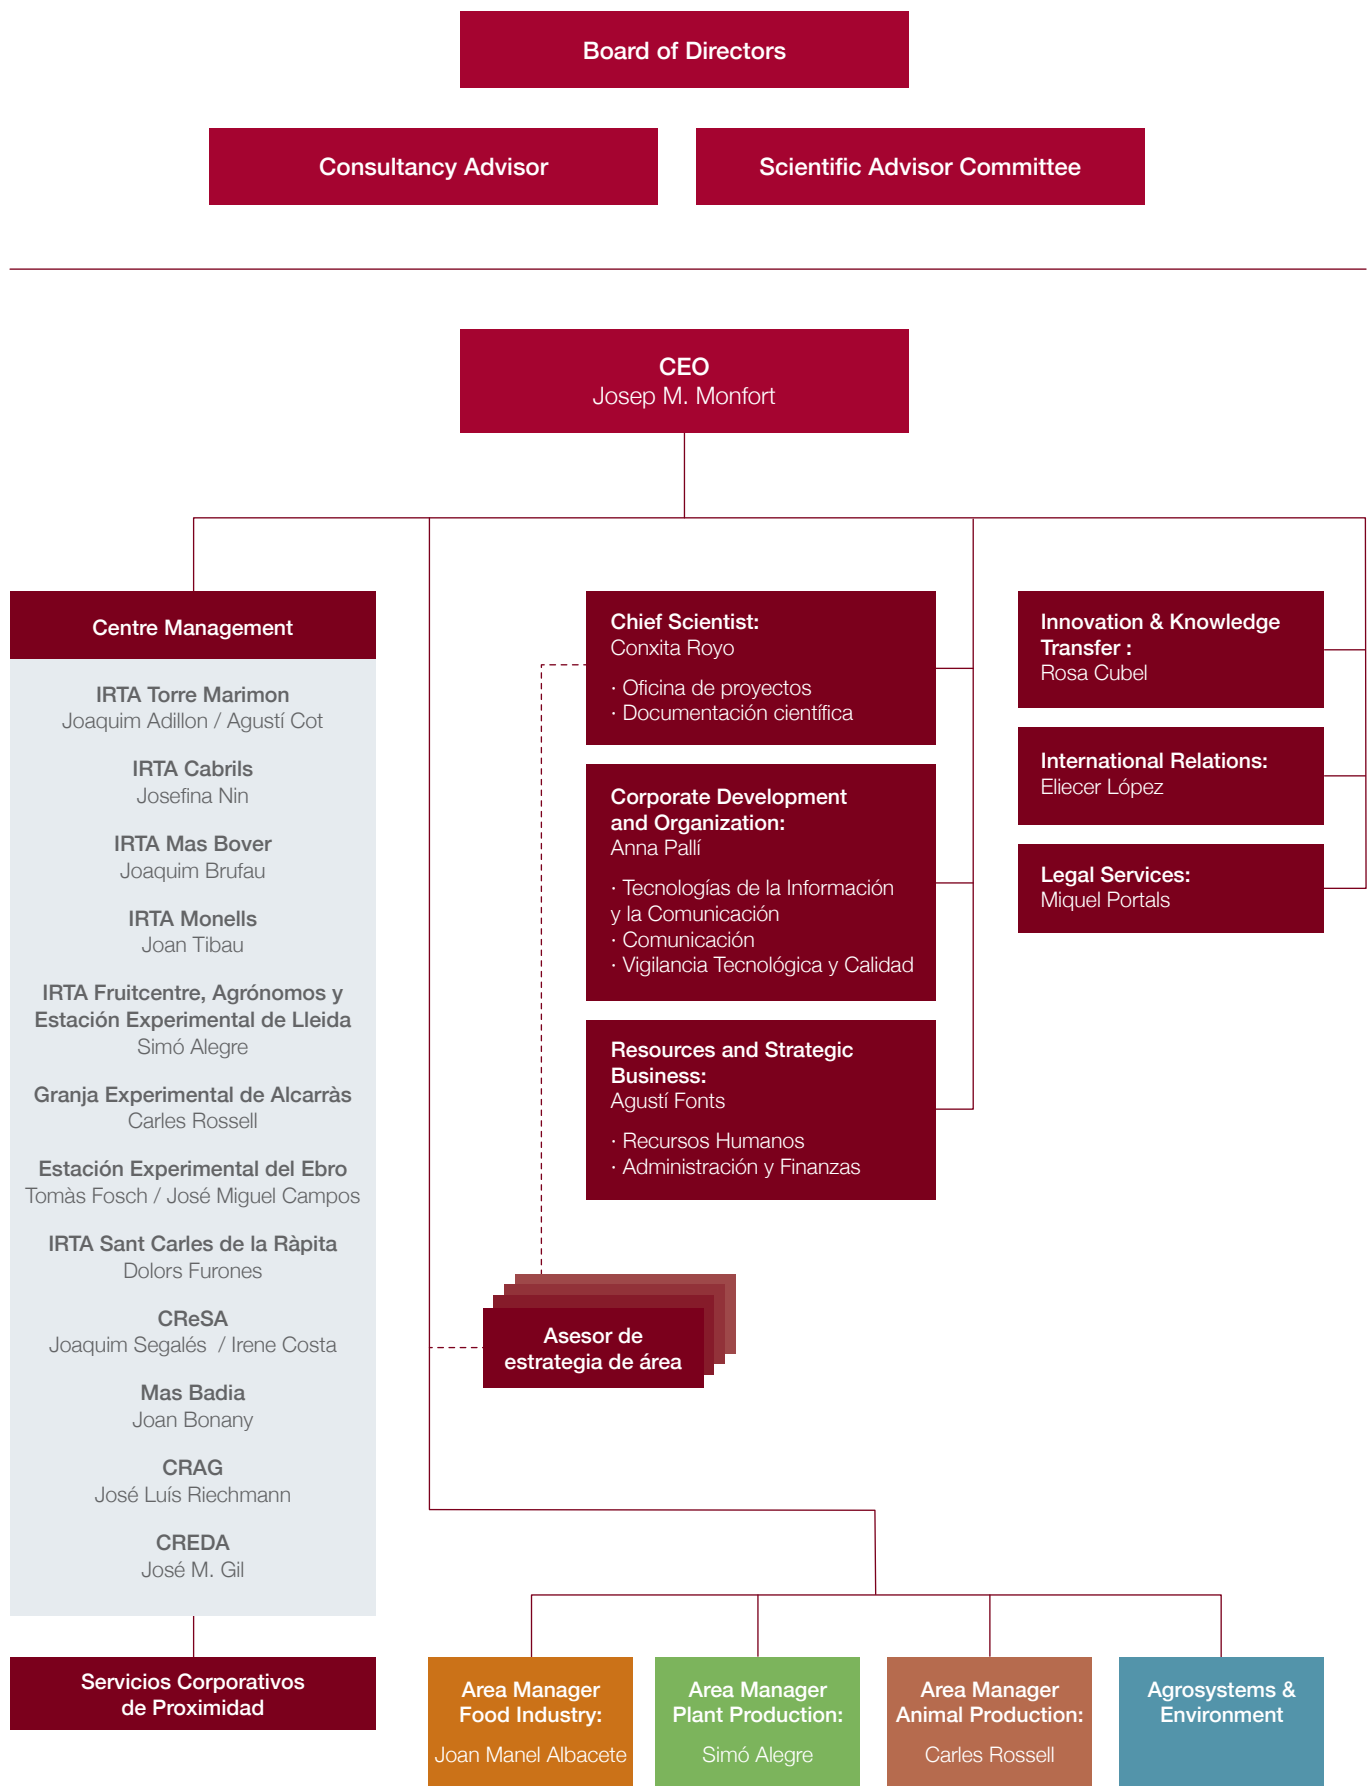 Board of Directors
Consultancy Advisor
Scientific Advisor Committee
CEO
Josep M. Monfort
Centre Management
IRTA Torre Marimon
Joaquim Adillon / Agustí Cot
IRTA Cabrils
Josefina Nin
IRTA Mas Bover
Joaquim Brufau
IRTA Monells
Joan Tibau
IRTA Fruitcentre, Agrónomos y
Estación Experimental de Lleida
Simó Alegre
Granja Experimental de Alcarràs
Carles Rossell
Estación Experimental del Ebro
Tomàs Fosch / José Miguel Campos
IRTA Sant Carles de la Ràpita
Dolors Furones
CReSA
Joaquim Segalés / Irene Costa
Mas Badia
Joan Bonany
CRAG
José Luís Riechmann
CREDA
José M. Gil
Servicios Corporativos
de Proximidad
Chief Scientist:
Conxita Royo
· Oficina de proyectos
· Documentación científica
Corporate Development
and Organization:
Anna Pallí
· Tecnologías de la Información
y la Comunicación
· Comunicación
· Vigilancia Tecnológica y Calidad
Resources and Strategic
Business:
Agustí Fonts
· Recursos Humanos
· Administración y Finanzas
Innovation & Knowledge
Transfer :
Rosa Cubel
International Relations:
Eliecer López
Legal Services:
Miquel Portals
Asesor de
estrategia de área
Area Manager
Food Industry:
Joan Manel Albacete
Area Manager
Plant Production:
Simó Alegre
Area Manager
Animal Production:
Carles Rossell
Agrosystems &
Environment